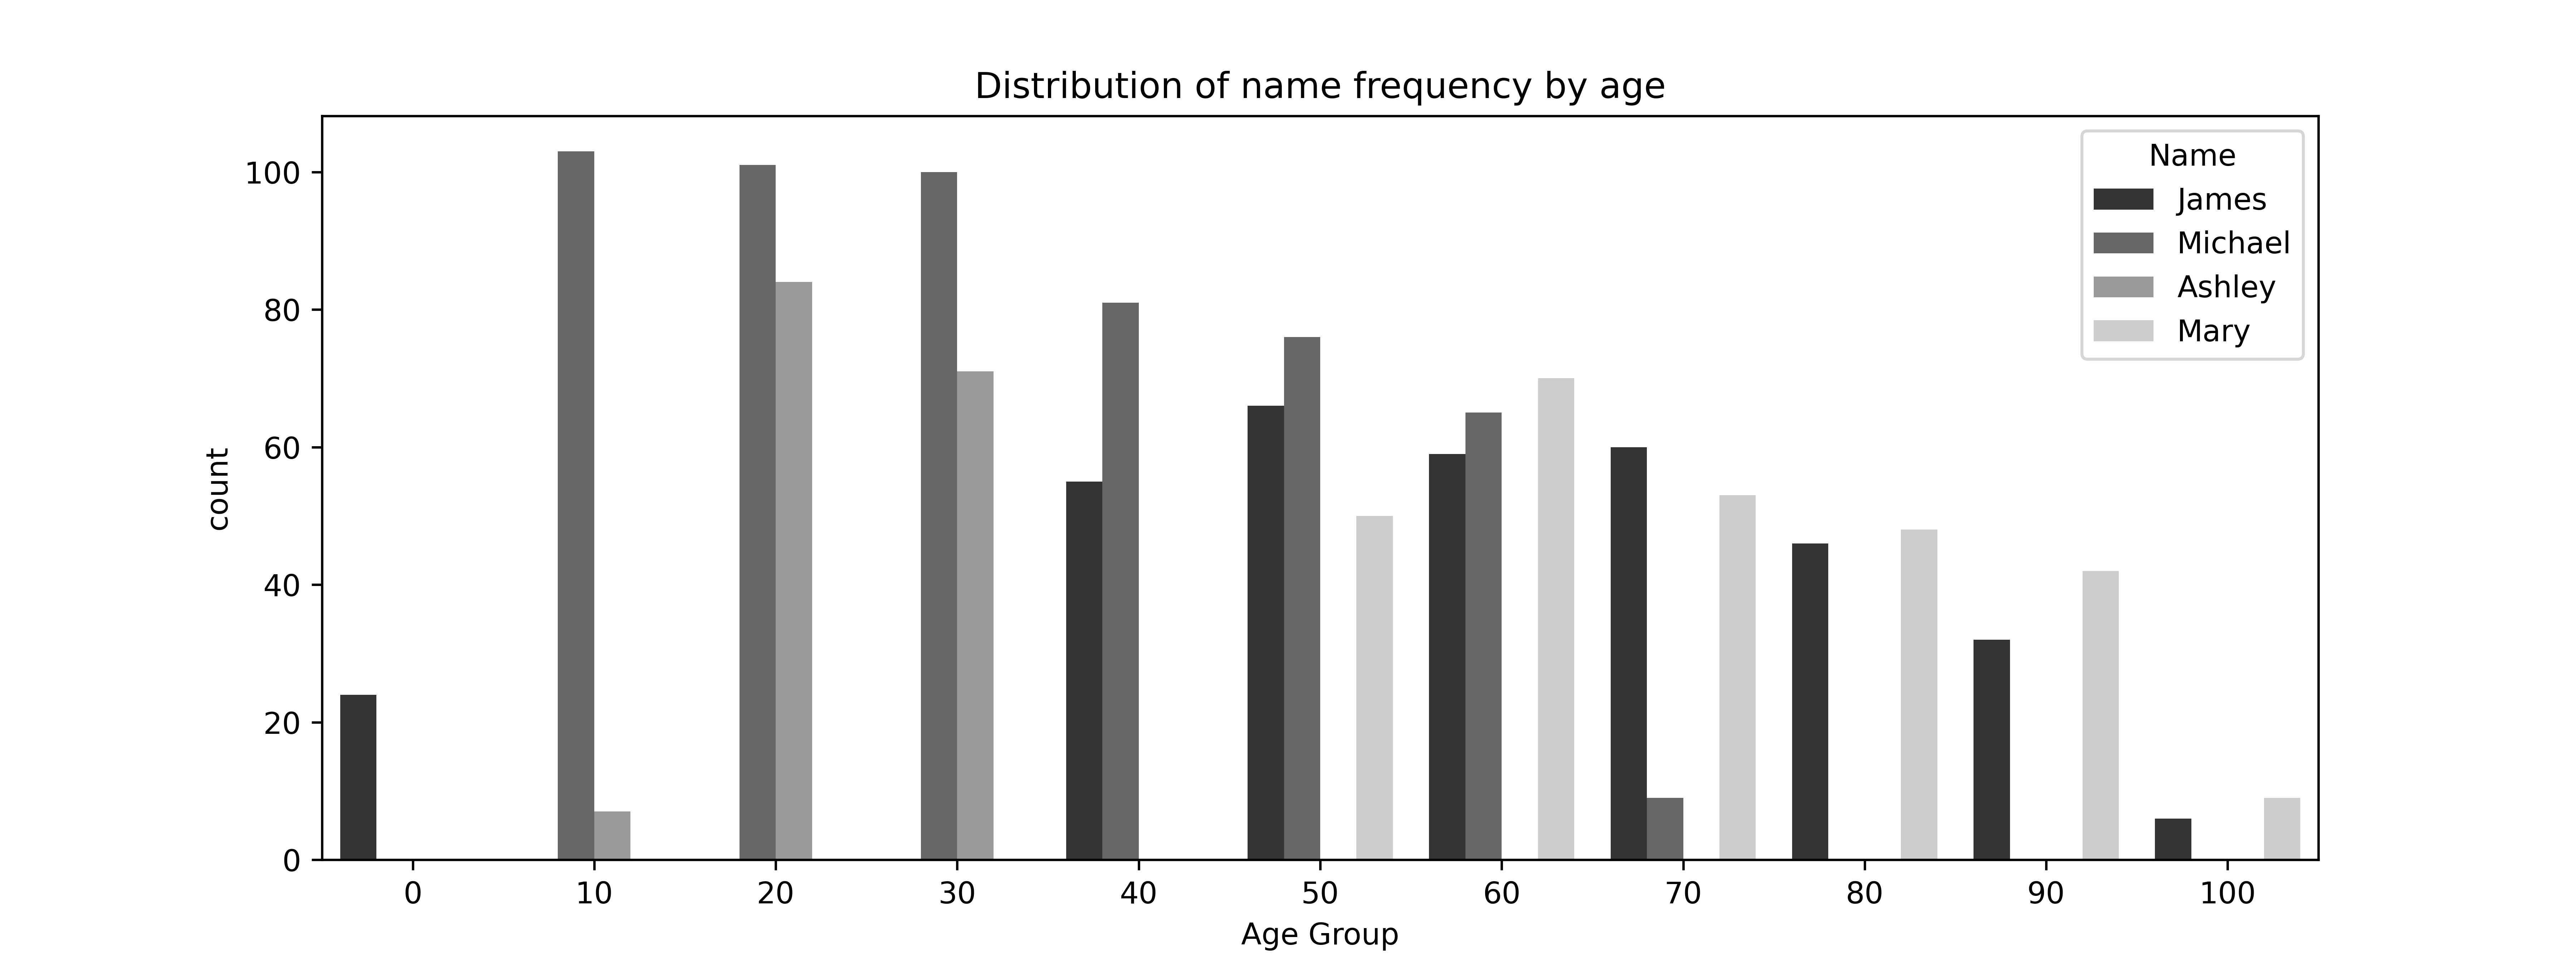 Distribution of name frequency by age
Name
James
Michael
Ashley
Mary
count
100
80
60
40
20
0
0 10 20 30 40 50 60 70 80 90 100
Age Group